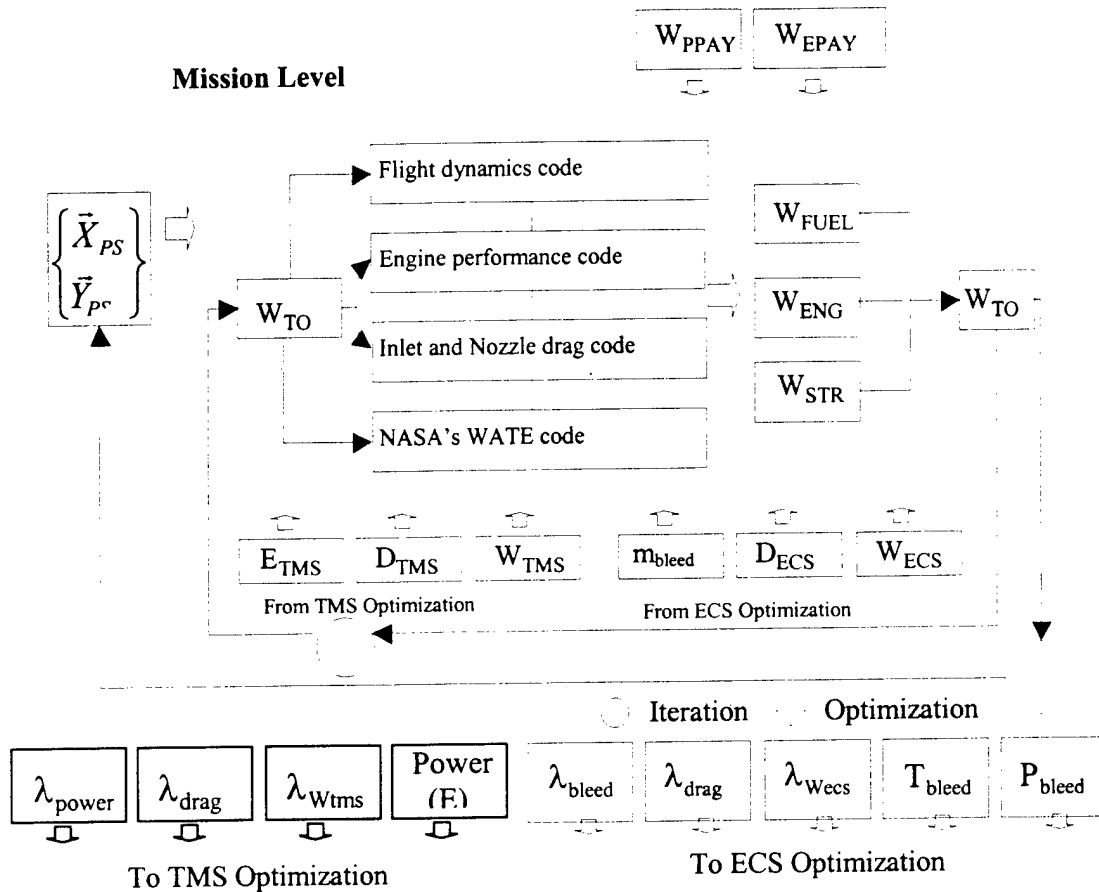 W_PPAY W_EPAY
Mission Level
Flight dynamics code
{X⃗_PS
Y⃗_PS}
W_FUEL
Engine performance code
W_TO
W_ENG
W_TO
Inlet and Nozzle drag code
W_STR
NASA's WATE code
E_TMS D_TMS W_TMS m_bleed D_ECS W_ECS
From TMS Optimization From ECS Optimization
Iteration Optimization
λ_power λ_drag λ_Wtms Power
(E)
λ_bleed λ_drag λ_Wecs T_bleed P_bleed
To TMS Optimization To ECS Optimization